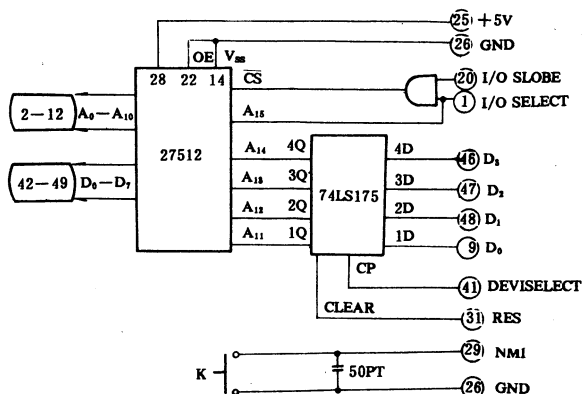 25 +5V
OE Vss 26 GND
28 22 14 C̅S̅ 20 I/O SLOBE
2-12 A₀-A₁₀ A₁₅ 1 I/O SELECT
27512 A₁₄ 4Q 4D 46 D₃
42-49 D₀-D₇ A₁₃ 3Q 74LS175 3D 47 D₂
A₁₂ 2Q 2D 48 D₁
A₁₁ 1Q 1D 9 D₀
CP 41 DEVISELECT
CLEAR 31 RES
29 NMI
K 50PT
26 GND